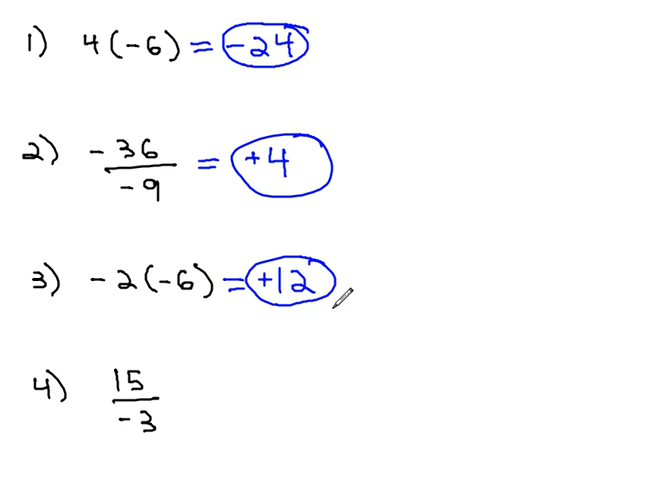 1) 4(-6) = -24
2) -36/-9 = +4
3) -2(-6) = +12
4) 15/-3